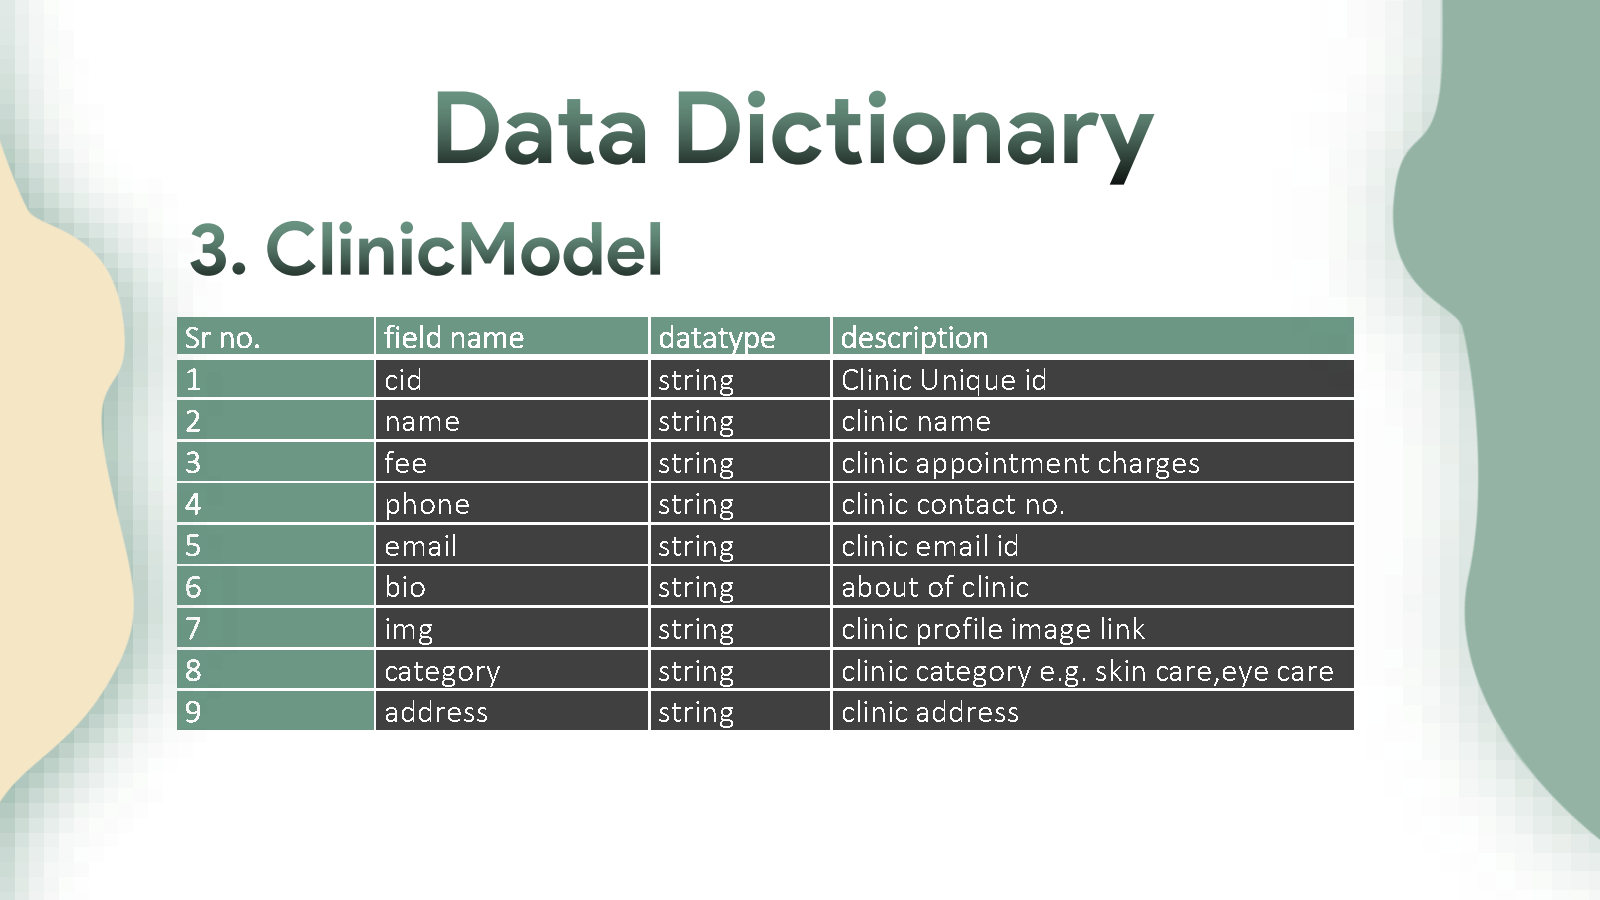 Data Dictionary
3. ClinicModel
Sr no. field name datatype description
1 cid string Clinic Unique id
2 name string clinic name
3 fee string clinic appointment charges
4 phone string clinic contact no.
5 email string clinic email id
6 bio string about of clinic
7 img string clinic profile image link
8 category string clinic category e.g. skin care,eye care
9 address string clinic address